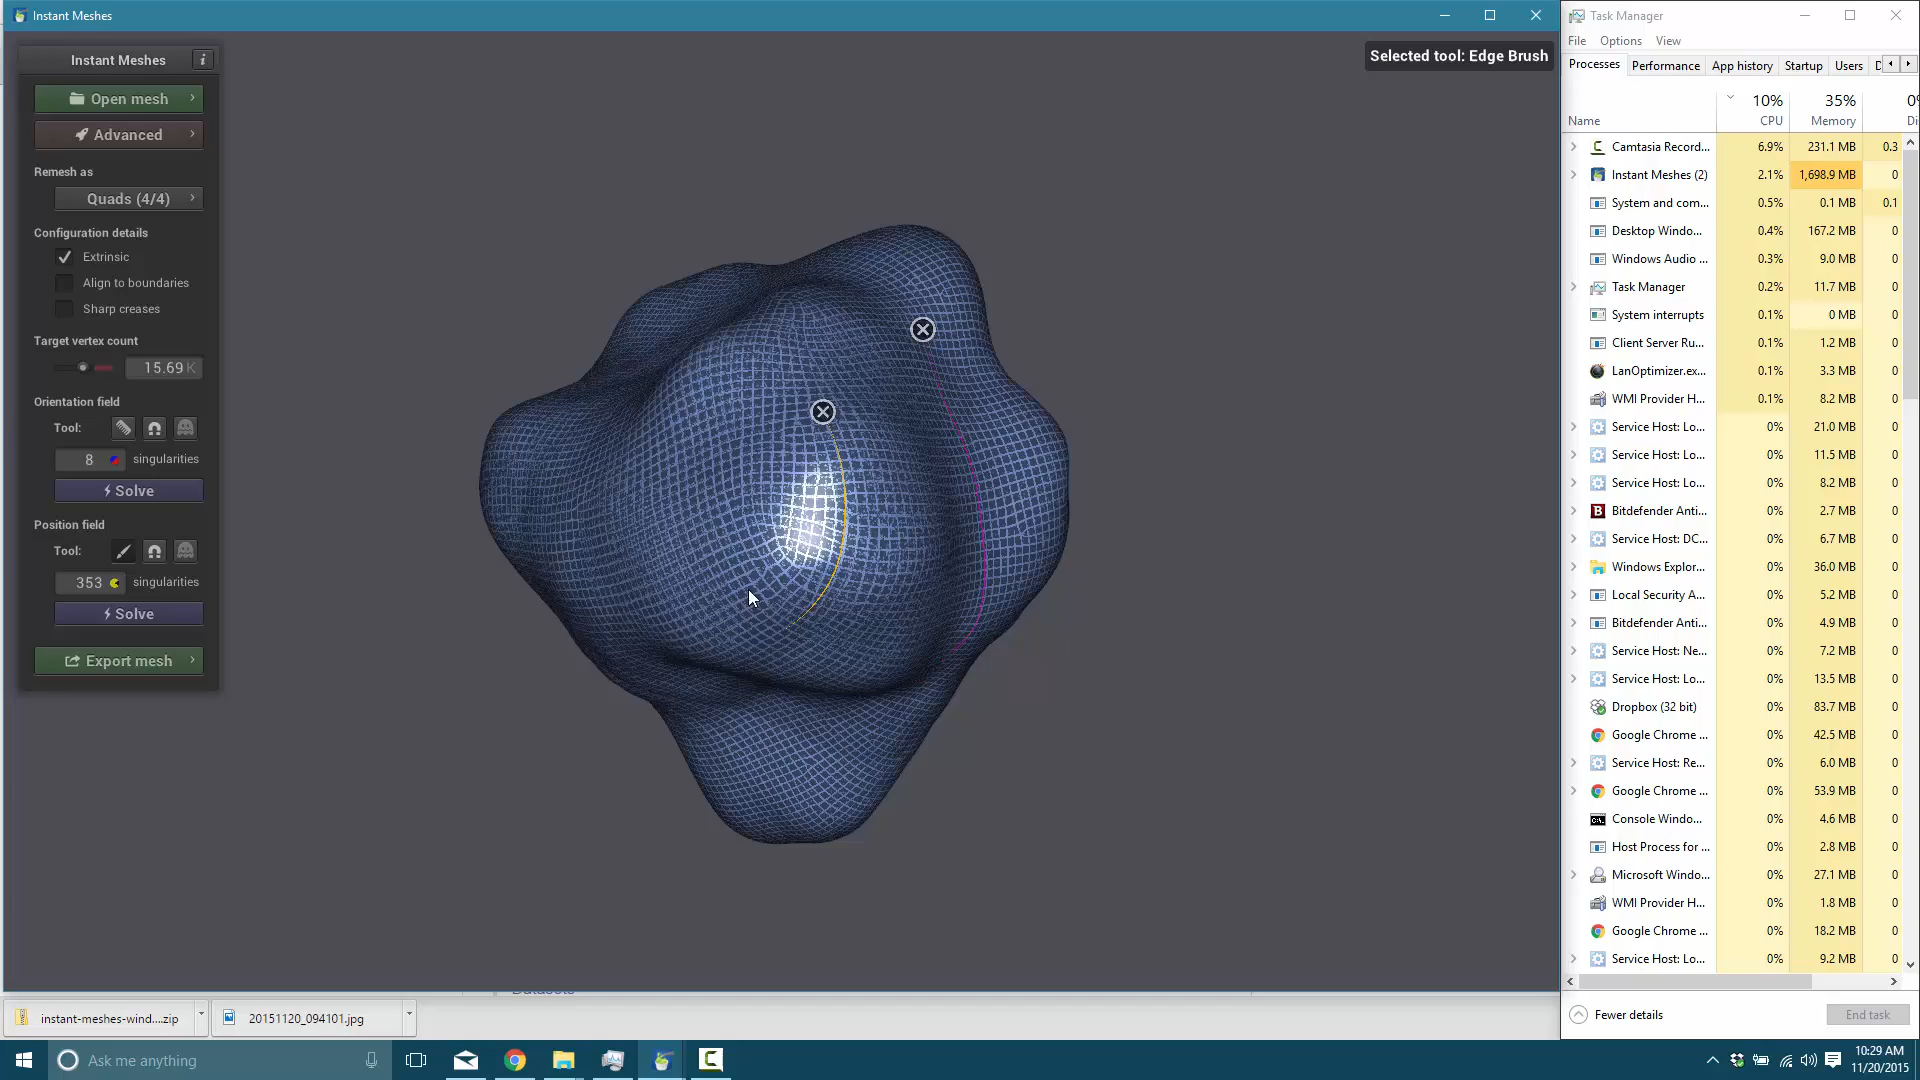 Instant Meshes
Selected tool: Edge Brush
Instant Meshes
i
Open mesh
Advanced
Remesh as
Quads (4/4)
Configuration details
Extrinsic
Align to boundaries
Sharp creases
Target vertex count
15.69 K
Orientation field
Tool:
8 singularities
Solve
Position field
Tool:
353 singularities
Solve
Export mesh
Task Manager
File Options View
Processes Performance App history Startup Users D
10% 35% 0%
Name CPU Memory Di
Camtasia Record... 6.9% 231.1 MB 0.3
Instant Meshes (2) 2.1% 1,698.9 MB 0
System and com... 0.5% 0.1 MB 0.1
Desktop Windo... 0.4% 167.2 MB 0
Windows Audio ... 0.3% 9.0 MB 0
Task Manager 0.2% 11.7 MB 0
System interrupts 0.1% 0 MB 0
Client Server Ru... 0.1% 1.2 MB 0
LanOptimizer.ex... 0.1% 3.3 MB 0
WMI Provider H... 0.1% 8.2 MB 0
Service Host: Lo... 0% 21.0 MB 0
Service Host: Lo... 0% 11.5 MB 0
Service Host: Lo... 0% 8.2 MB 0
Bitdefender Anti... 0% 2.7 MB 0
Service Host: DC... 0% 6.7 MB 0
Windows Explor... 0% 36.0 MB 0
Local Security A... 0% 5.2 MB 0
Bitdefender Anti... 0% 4.9 MB 0
Service Host: Ne... 0% 7.2 MB 0
Service Host: Lo... 0% 13.5 MB 0
Dropbox (32 bit) 0% 83.7 MB 0
Google Chrome ... 0% 42.5 MB 0
Service Host: Re... 0% 6.0 MB 0
Google Chrome ... 0% 53.9 MB 0
Console Windo... 0% 4.6 MB 0
Host Process for ... 0% 2.8 MB 0
Microsoft Windo... 0% 27.1 MB 0
WMI Provider H... 0% 1.8 MB 0
Google Chrome ... 0% 18.2 MB 0
Service Host: Lo... 0% 9.2 MB 0
Fewer details End task
instant-meshes-wind....zip 20151120_094101.jpg
Ask me anything
10:29 AM
11/20/2015